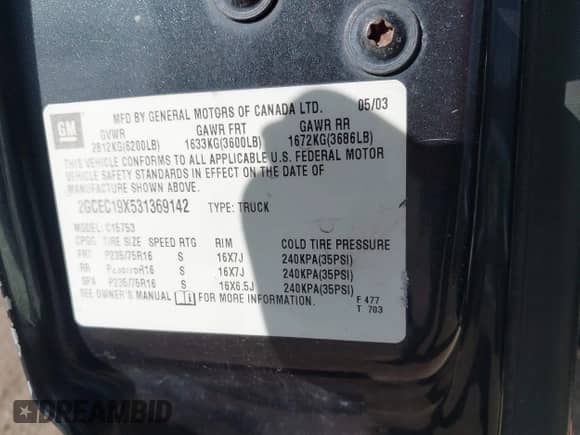 GM
MFD BY GENERAL MOTORS OF CANADA LTD. 05/03
GVWR GAWR FRT GAWR RR
2812KG(6200LB) 1633KG(3600LB) 1672KG(3686LB)
THIS VEHICLE CONFORMS TO ALL APPLICABLE U.S. FEDERAL MOTOR
VEHICLE SAFETY STANDARDS IN EFFECT ON THE DATE OF
MANUFACTURE SHOWN ABOVE.
2GCEC19X531369142 TYPE: TRUCK
MODEL: C15753
TIRE SIZE SPEED RTG RIM COLD TIRE PRESSURE
FRT P235/75R16 S 16X7J 240KPA(35PSI)
RR P235/75R16 S 16X7J 240KPA(35PSI)
SPA P235/75R16 S 16X6.5J 240KPA(35PSI)
SEE OWNER'S MANUAL FOR MORE INFORMATION. F 477
T 703
DREAMBID